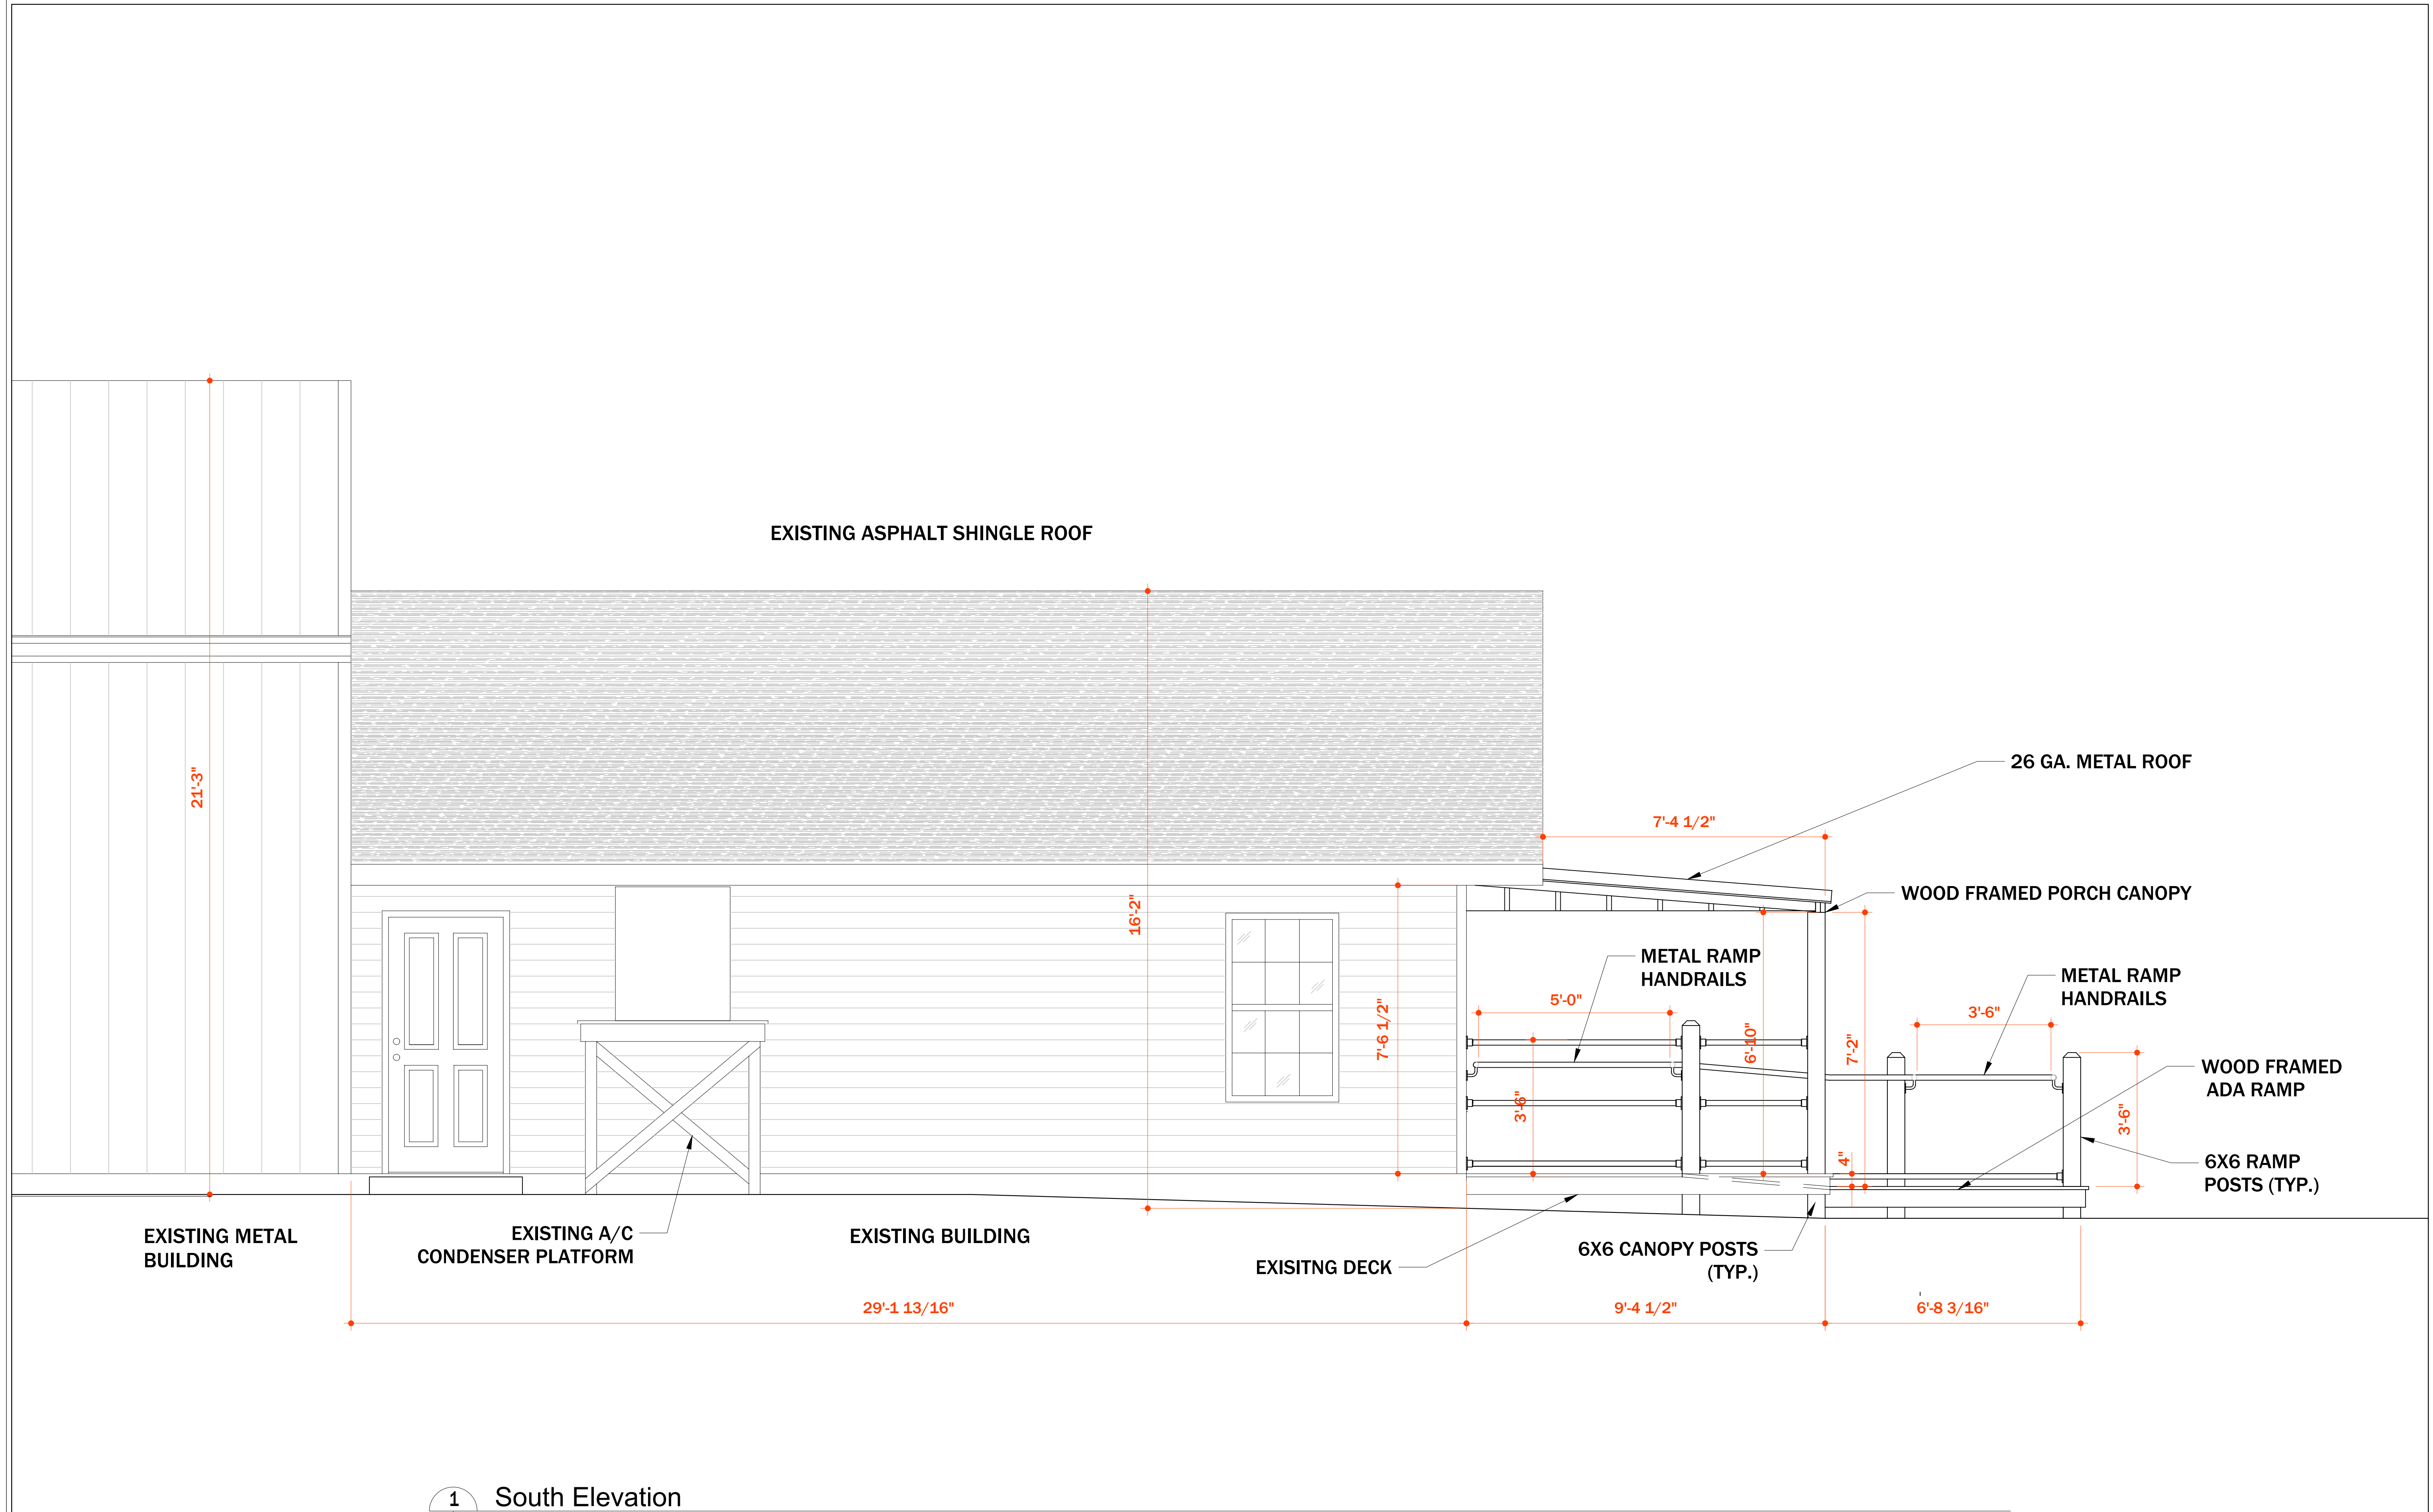 EXISTING ASPHALT SHINGLE ROOF
21'-3"
26 GA. METAL ROOF
7'-4 1/2"
WOOD FRAMED PORCH CANOPY
16'-2"
METAL RAMP
HANDRAILS
METAL RAMP
HANDRAILS
5'-0"
3'-6"
7'-6 1/2"
6'-10"
7'-2"
WOOD FRAMED
ADA RAMP
3'-6"
3'-6"
4"
6X6 RAMP
POSTS (TYP.)
EXISTING METAL
BUILDING
EXISTING A/C
CONDENSER PLATFORM
EXISTING BUILDING
EXISITNG DECK
6X6 CANOPY POSTS
(TYP.)
29'-1 13/16"
9'-4 1/2"
6'-8 3/16"
1
South Elevation